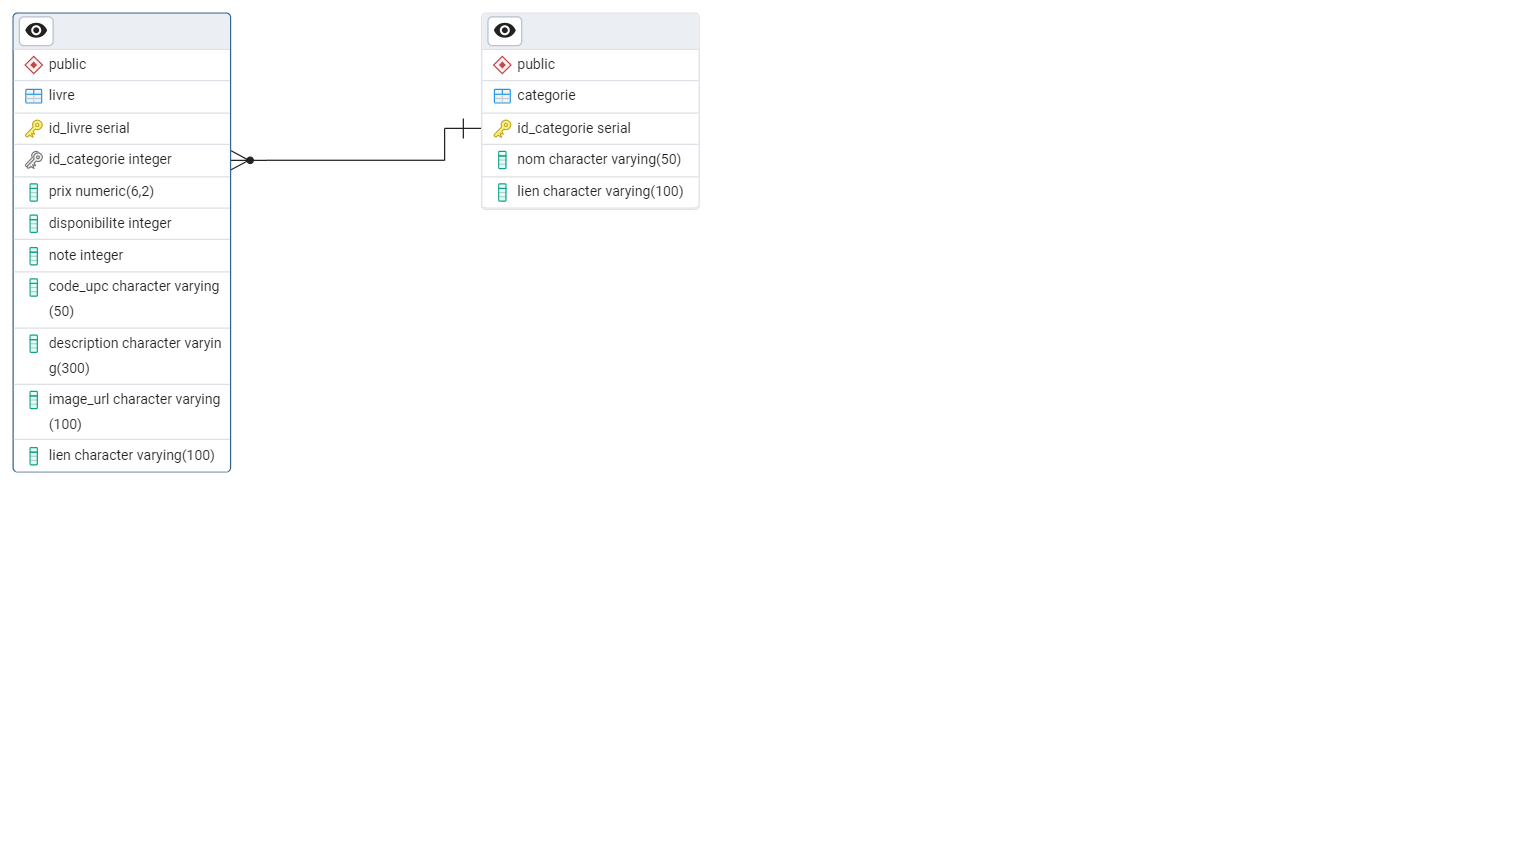 public
livre
id_livre serial
id_categorie integer
prix numeric(6,2)
disponibilite integer
note integer
code_upc character varying
(50)
description character varyin
g(300)
image_url character varying
(100)
lien character varying(100)
public
categorie
id_categorie serial
nom character varying(50)
lien character varying(100)